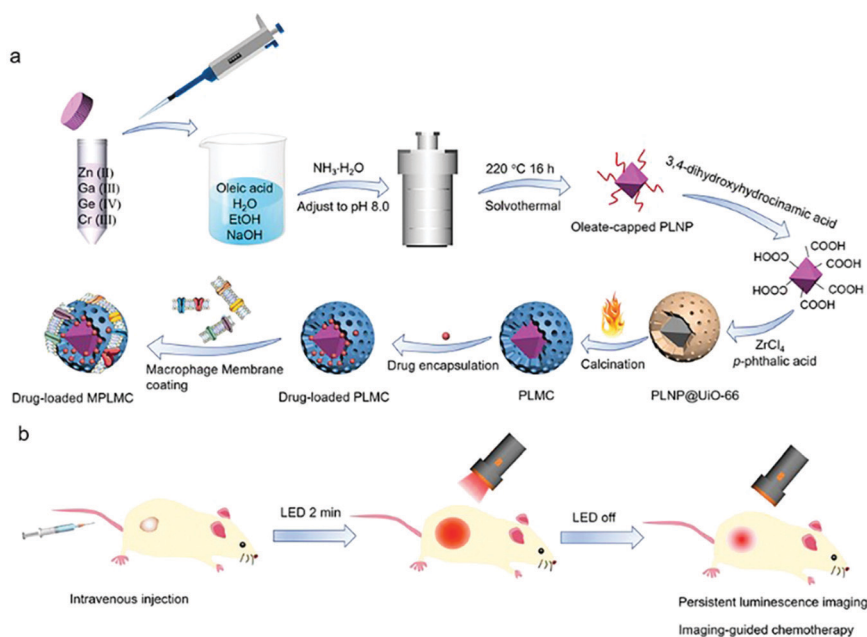 a
Zn (II)
Ga (III)
Ge (IV)
Cr (III)
Oleic acid
H₂O
EtOH
NaOH
NH₃·H₂O
Adjust to pH 8.0
220 °C 16 h
Solvothermal
Oleate-capped PLNP
3,4-dihydroxyhydrocinamic acid
COOH
COOH
COOH
COOH
COOH
COOH
ZrCl₄
p-phthalic acid
PLNP@UiO-66
Calcination
PLMC
Drug encapsulation
Drug-loaded PLMC
Macrophage Membrane
coating
Drug-loaded MPLMC
b
Intravenous injection
LED 2 min
LED off
Persistent luminescence imaging
Imaging-guided chemotherapy